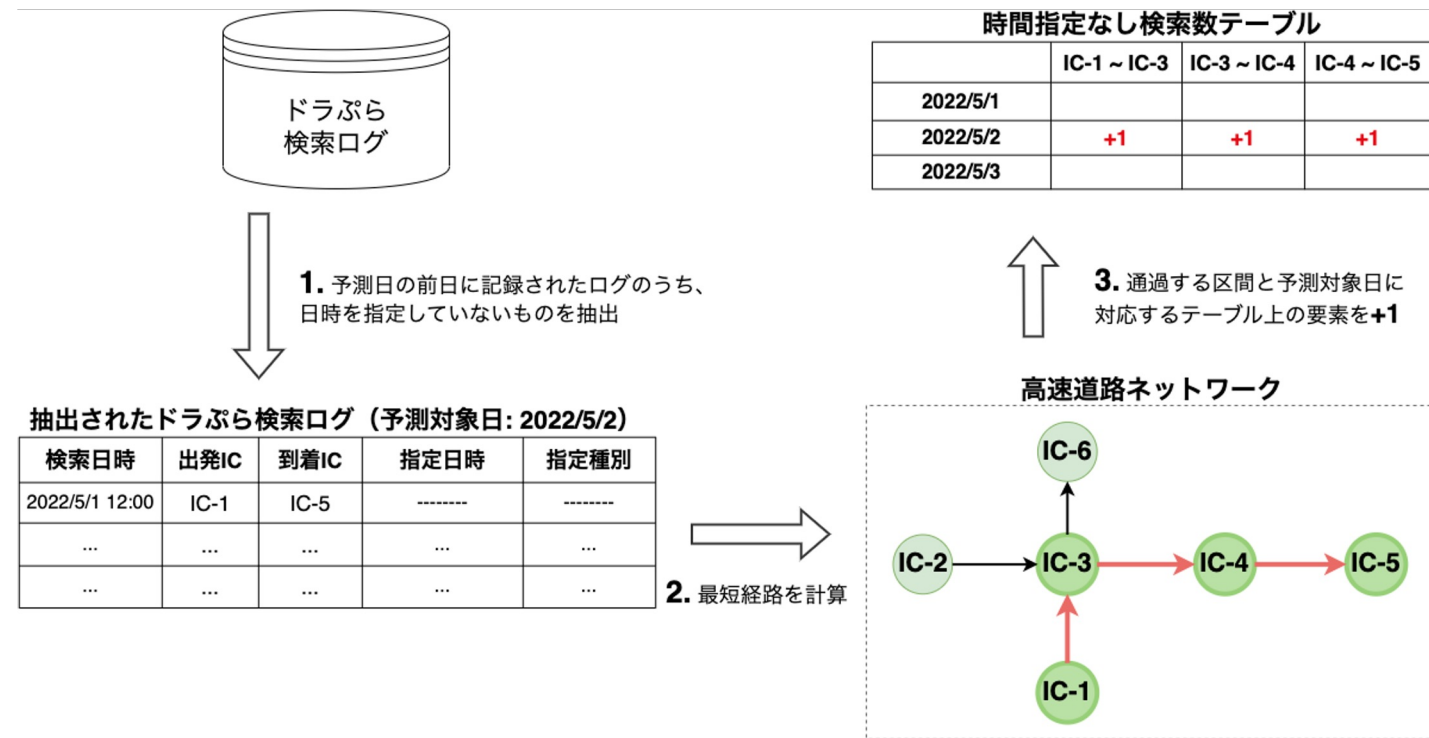 ドラぷら
検索ログ
1. 予測日の前日に記録されたログのうち、
日時を指定していないものを抽出
抽出されたドラぷら検索ログ（予測対象日: 2022/5/2）
検索日時 出発IC 到着IC 指定日時 指定種別
2022/5/1 12:00 IC-1 IC-5 -------- --------
... ... ... ... ...
... ... ... ... ...
2. 最短経路を計算
高速道路ネットワーク
IC-6
IC-2 IC-3 IC-4 IC-5
IC-1
3. 通過する区間と予測対象日に
対応するテーブル上の要素を+1
時間指定なし検索数テーブル
IC-1 ~ IC-3 IC-3 ~ IC-4 IC-4 ~ IC-5
2022/5/1
2022/5/2 +1 +1 +1
2022/5/3